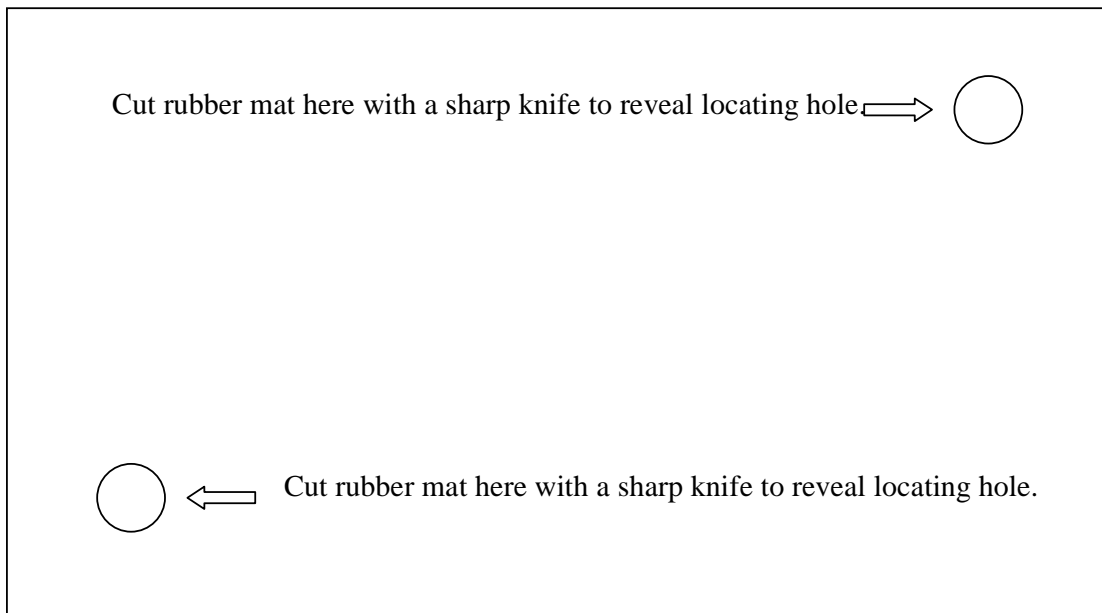 Cut rubber mat here with a sharp knife to reveal locating hole.
Cut rubber mat here with a sharp knife to reveal locating hole.